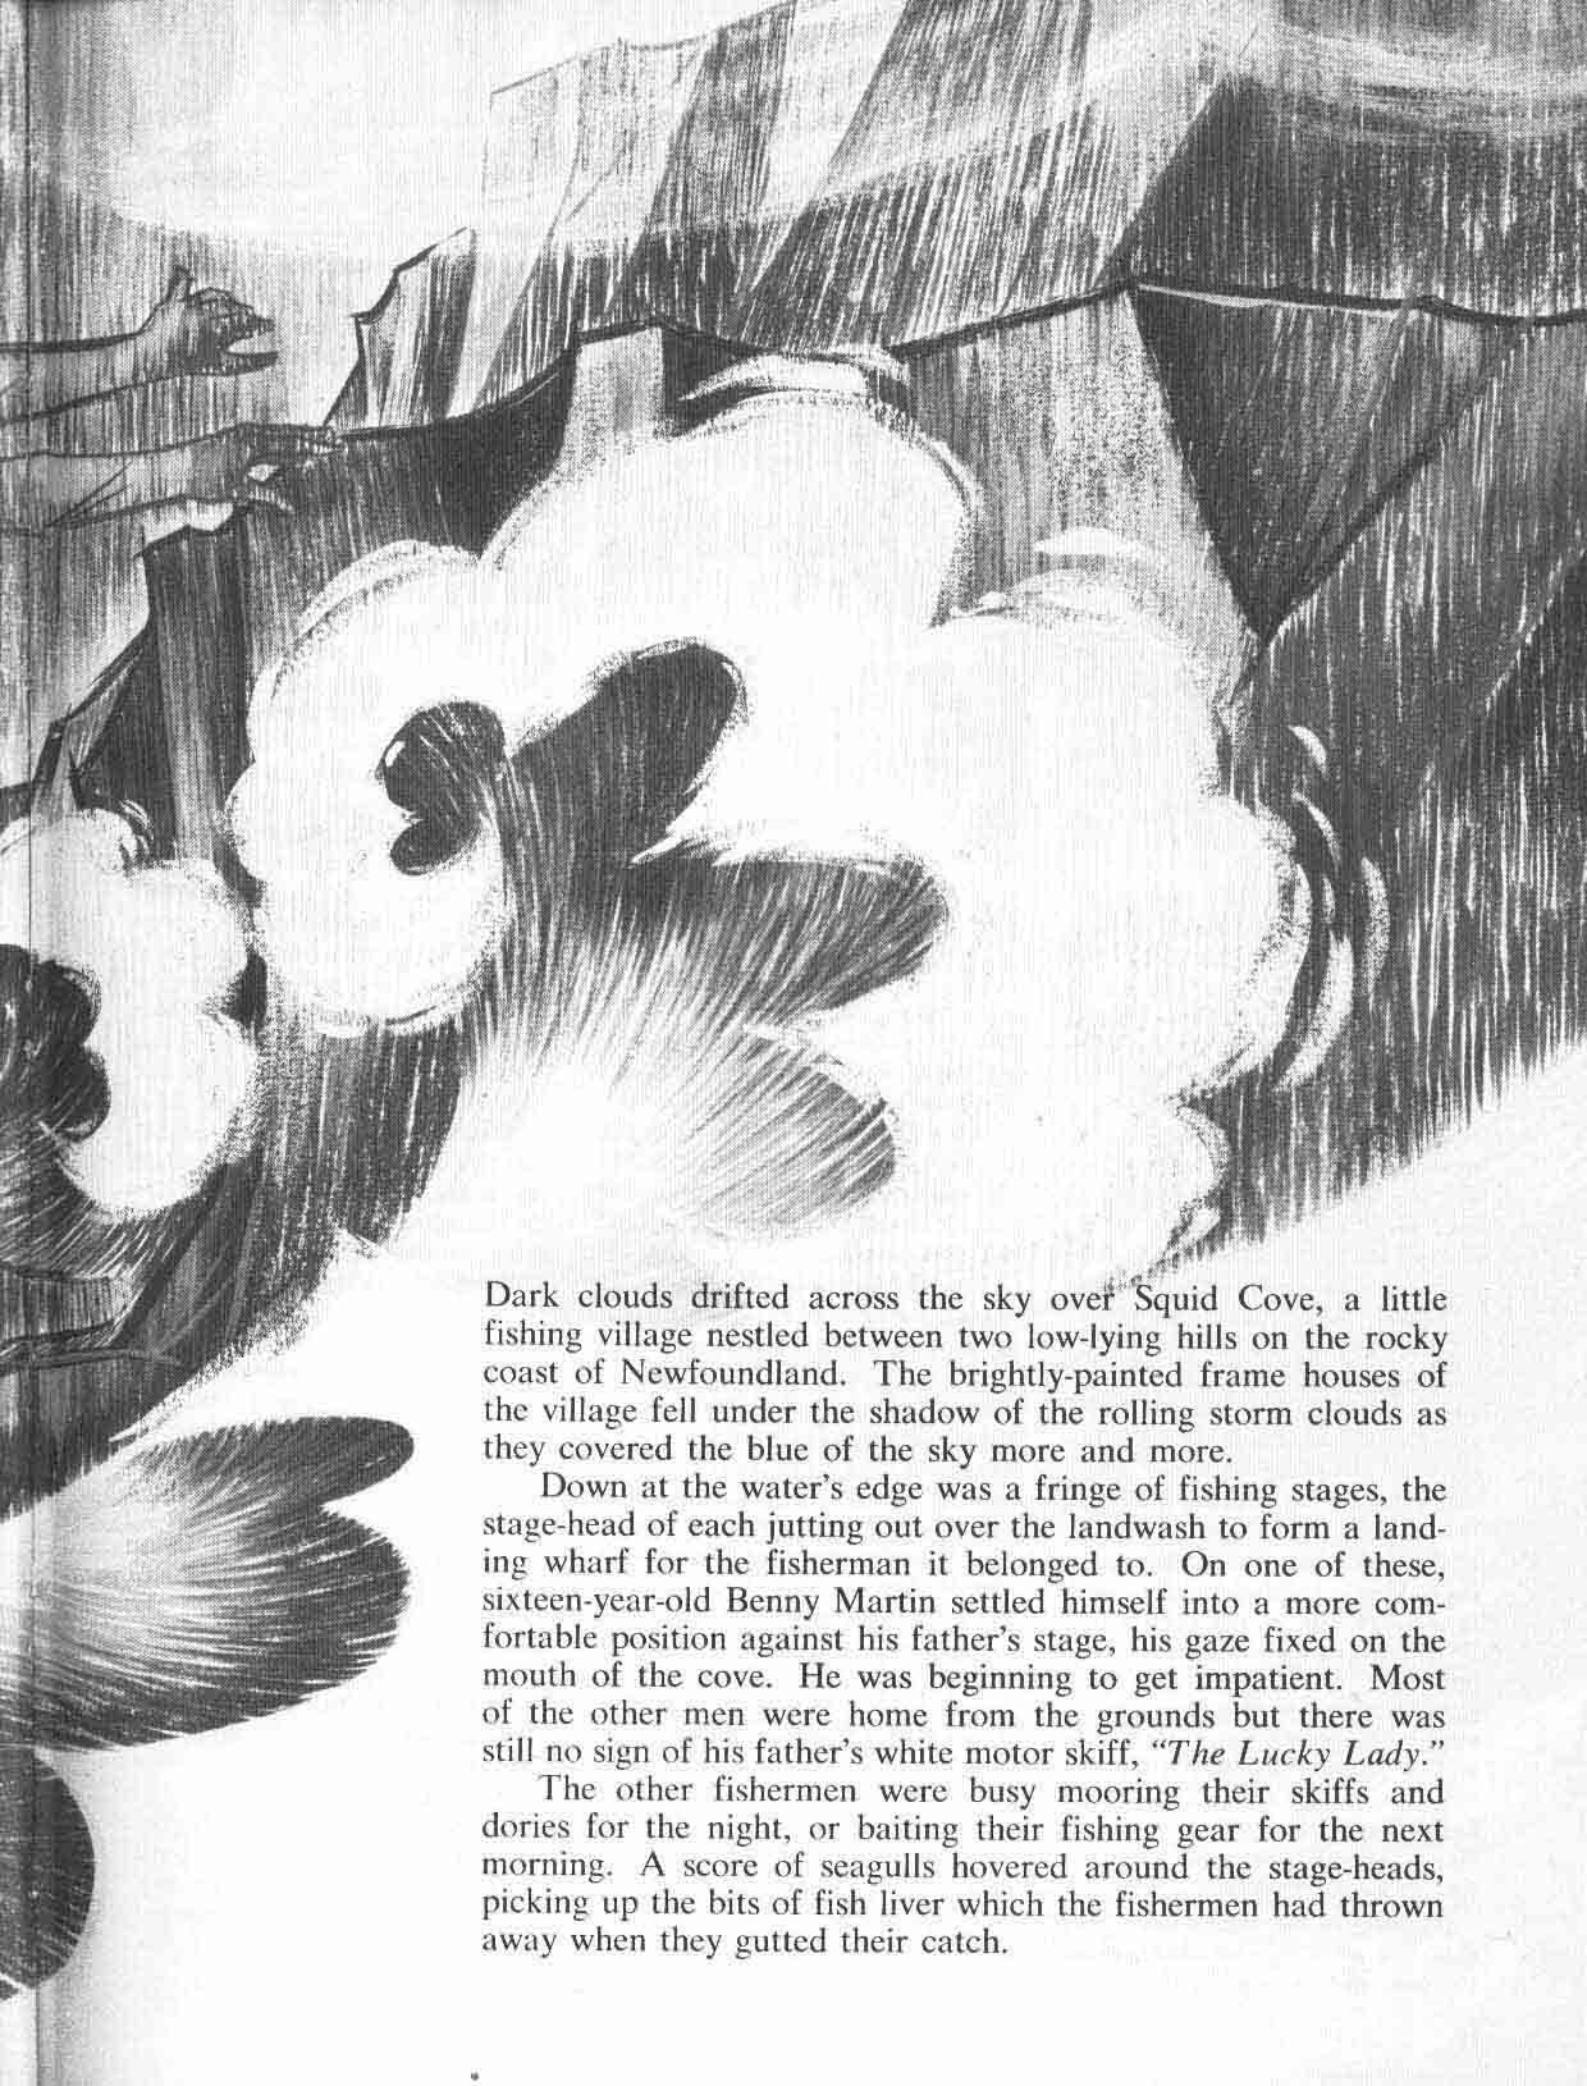 Dark clouds drifted across the sky over Squid Cove, a little
fishing village nestled between two low-lying hills on the rocky
coast of Newfoundland. The brightly-painted frame houses of
the village fell under the shadow of the rolling storm clouds as
they covered the blue of the sky more and more.
Down at the water's edge was a fringe of fishing stages, the
stage-head of each jutting out over the landwash to form a land-
ing wharf for the fisherman it belonged to. On one of these,
sixteen-year-old Benny Martin settled himself into a more com-
fortable position against his father's stage, his gaze fixed on the
mouth of the cove. He was beginning to get impatient. Most
of the other men were home from the grounds but there was
still no sign of his father's white motor skiff, "The Lucky Lady."
The other fishermen were busy mooring their skiffs and
dories for the night, or baiting their fishing gear for the next
morning. A score of seagulls hovered around the stage-heads,
picking up the bits of fish liver which the fishermen had thrown
away when they gutted their catch.